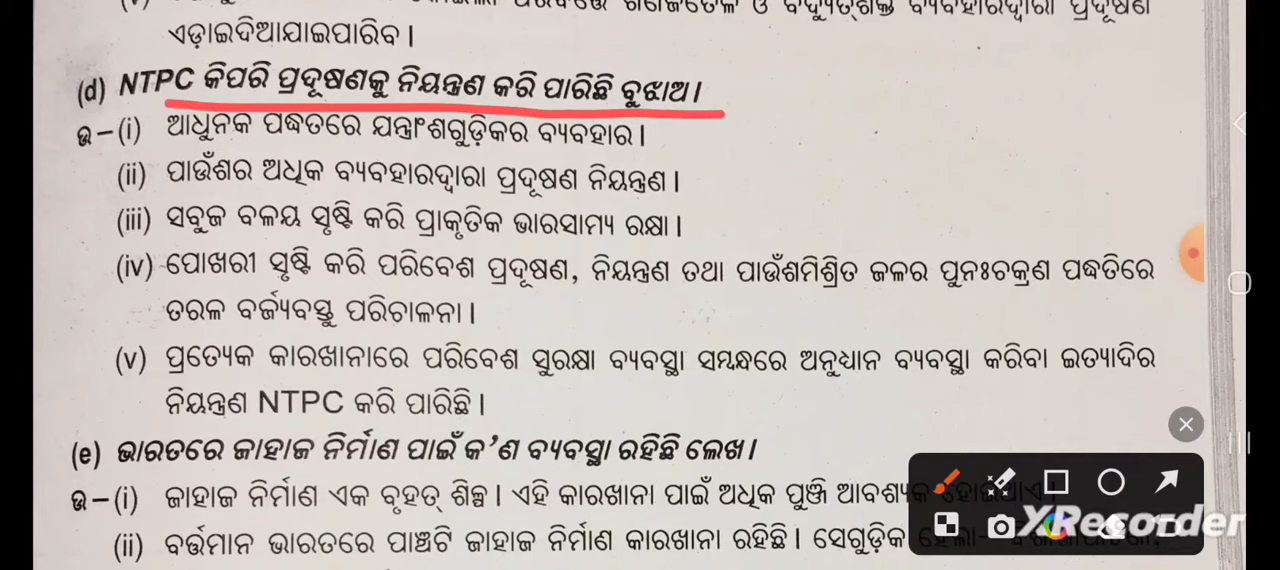 ଏଡ଼ାଇଦିଆଯାଇପାରିବ।
(d) NTPC କିପରି ପ୍ରଦୂଷଣକୁ ନିୟନ୍ତ୍ରଣ କରି ପାରିଛି ବୁଝାଅ।
ଉ–(i) ଆଧୁନିକ ପଦ୍ଧତିରେ ଯନ୍ତ୍ରାଂଶଗୁଡ଼ିକର ବ୍ୟବହାର।
(ii) ପାଉଁଶର ଅଧିକ ବ୍ୟବହାରଦ୍ୱାରା ପ୍ରଦୂଷଣ ନିୟନ୍ତ୍ରଣ।
(iii) ସବୁଜ ବଳୟ ସୃଷ୍ଟି କରି ପ୍ରାକୃତିକ ଭାରସାମ୍ୟ ରକ୍ଷା।
(iv) ପୋଖରୀ ସୃଷ୍ଟି କରି ପରିବେଶ ପ୍ରଦୂଷଣ, ନିୟନ୍ତ୍ରଣ ତଥା ପାଉଁଶମିଶ୍ରିତ ଜଳର ପୁନଃଚକ୍ରଣ ପଦ୍ଧତିରେ
ତରଳ ବର୍ଜ୍ୟବସ୍ତୁ ପରିଚାଳନା।
(v) ପ୍ରତ୍ୟେକ କାରଖାନାରେ ପରିବେଶ ସୁରକ୍ଷା ବ୍ୟବସ୍ଥା ସମ୍ବନ୍ଧରେ ଅନୁଧ୍ୟାନ ବ୍ୟବସ୍ଥା କରିବା ଇତ୍ୟାଦିର
ନିୟନ୍ତ୍ରଣ NTPC କରି ପାରିଛି।
(e) ଭାରତରେ ଜାହାଜ ନିର୍ମାଣ ପାଇଁ କ'ଣ ବ୍ୟବସ୍ଥା ରହିଛି ଲେଖ।
ଉ–(i) ଜାହାଜ ନିର୍ମାଣ ଏକ ବୃହତ୍ ଶିଳ୍ପ। ଏହି କାରଖାନା ପାଇଁ ଅଧିକ ପୁଞ୍ଜି ଆବଶ୍ୟକ ହୋଇଥାଏ।
(ii) ବର୍ତ୍ତମାନ ଭାରତରେ ପାଞ୍ଚଟି ଜାହାଜ ନିର୍ମାଣ କାରଖାନା ରହିଛି। ସେଗୁଡ଼ିକ
XRecorder